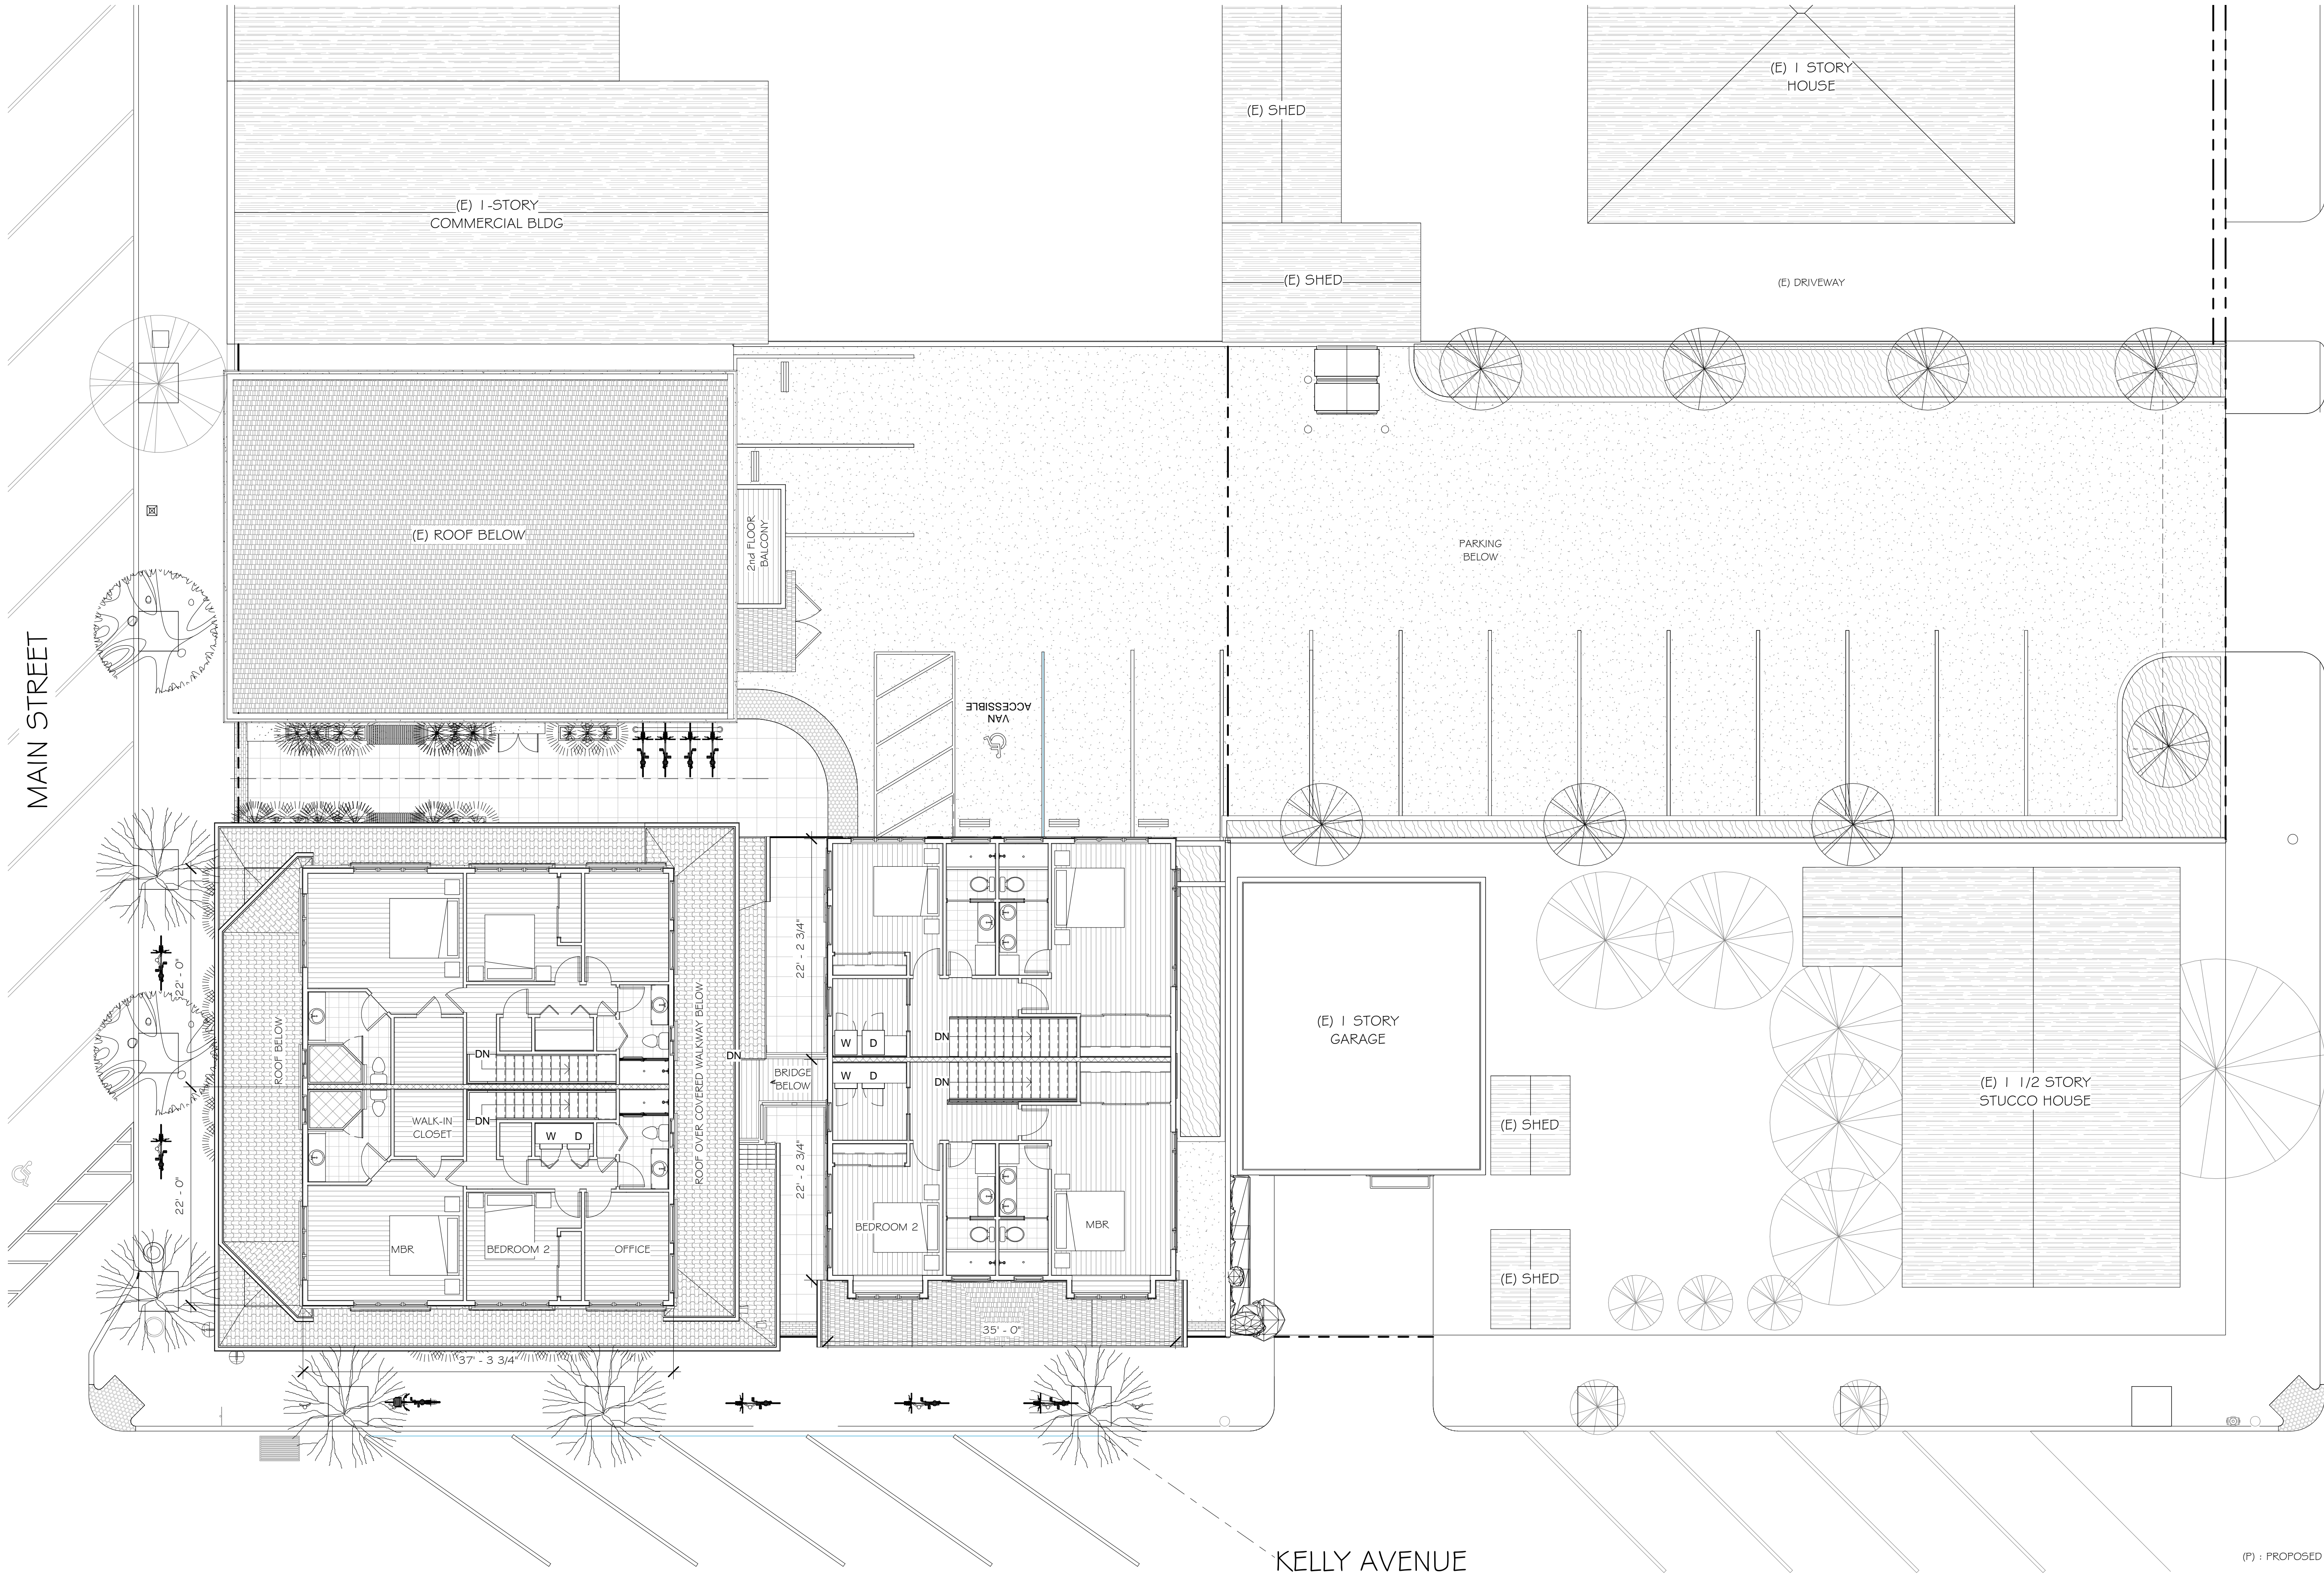 (E) 1 STORY
HOUSE
(E) SHED
(E) 1-STORY
COMMERCIAL BLDG
(E) SHED
(E) DRIVEWAY
(E) ROOF BELOW
2nd FLOOR
BALCONY
PARKING
BELOW
MAIN STREET
VAN
ACCESSIBLE
22' - 0"
22' - 0"
ROOF BELOW
DN
DN
WALK-IN
CLOSET
W D
MBR
BEDROOM 2
OFFICE
ROOF OVER COVERED WALKWAY BELOW
DN
BRIDGE
BELOW
22' - 2 3/4"
22' - 2 3/4"
W D
DN
W D
DN
BEDROOM 2
MBR
35' - 0"
37' - 3 3/4"
(E) 1 STORY
GARAGE
(E) SHED
(E) SHED
(E) 1 1/2 STORY
STUCCO HOUSE
KELLY AVENUE
(P) : PROPOSED